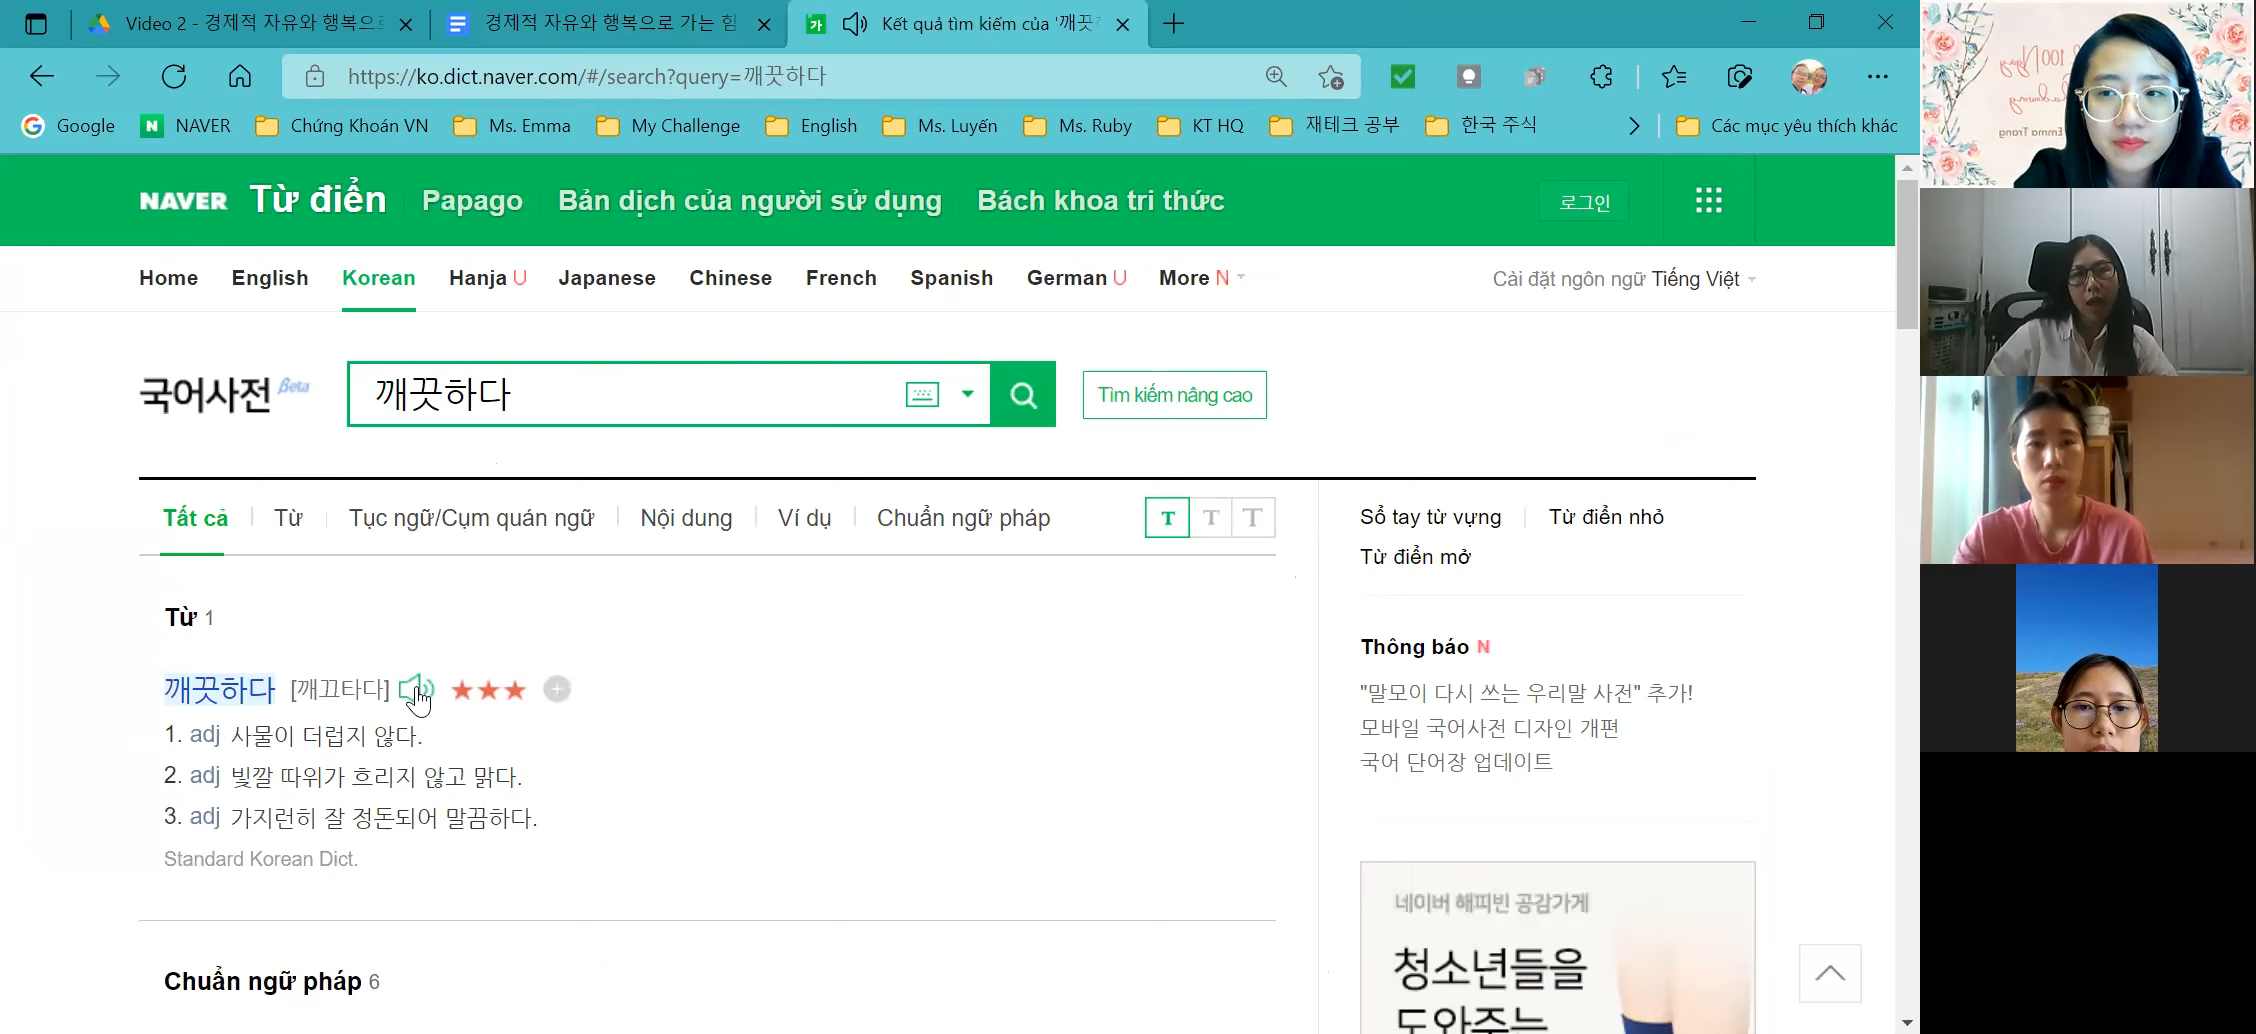 Video 2 - 경제적 자유와 행복으로
경제적 자유와 행복으로 가는 힘
Kết quả tìm kiếm của '깨끗
https://ko.dict.naver.com/#/search?query=깨끗하다
Google
NAVER
Chứng Khoán VN
Ms. Emma
My Challenge
English
Ms. Luyến
Ms. Ruby
KT HQ
재테크 공부
한국 주식
Các mục yêu thích khác
NAVER Từ điển Papago Bản dịch của người sử dụng Bách khoa tri thức
로그인
Home English Korean Hanja U Japanese Chinese French Spanish German U More N
Cài đặt ngôn ngữ Tiếng Việt
국어사전 Beta
깨끗하다
Tìm kiếm nâng cao
Tất cả Từ Tục ngữ/Cụm quán ngữ Nội dung Ví dụ Chuẩn ngữ pháp
T T T
Từ 1
깨끗하다 [깨끄타다] ★★★
1. adj 사물이 더럽지 않다.
2. adj 빛깔 따위가 흐리지 않고 맑다.
3. adj 가지런히 잘 정돈되어 말끔하다.
Standard Korean Dict.
Chuẩn ngữ pháp 6
Sổ tay từ vựng Từ điển nhỏ
Từ điển mở
Thông báo N
"말모이 다시 쓰는 우리말 사전" 추가!
모바일 국어사전 디자인 개편
국어 단어장 업데이트
네이버 해피빈 공감가게
청소년들을
도와주는
100 Ngày
Emma Trang